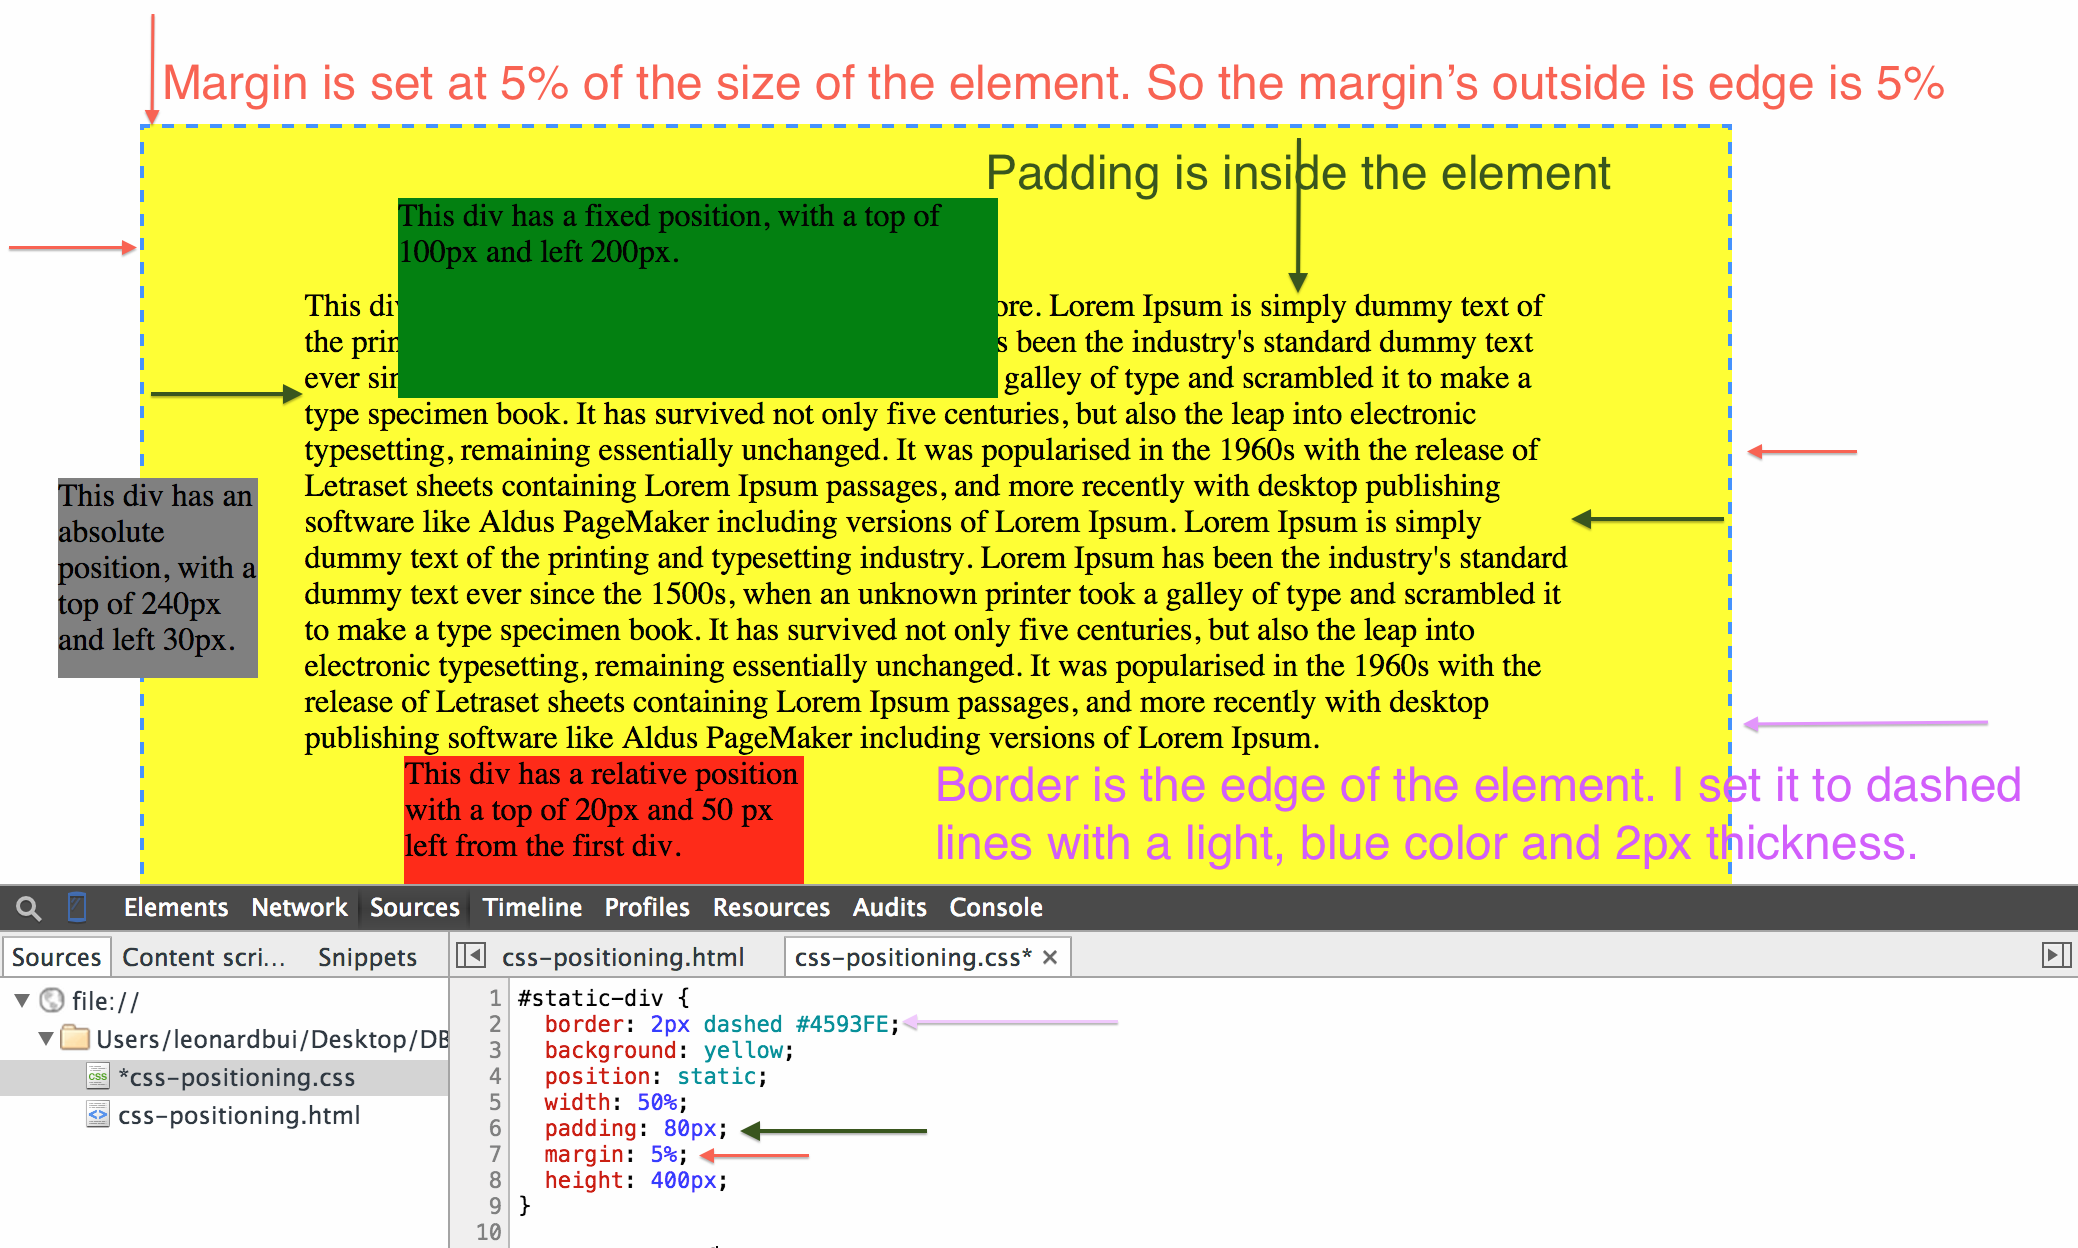 Margin is set at 5% of the size of the element. So the margin's outside is edge is 5%
Padding is inside the element
This div has a fixed position, with a top of
100px and left 200px.
This div ore. Lorem Ipsum is simply dummy text of
the prin s been the industry's standard dummy text
ever sin galley of type and scrambled it to make a
type specimen book. It has survived not only five centuries, but also the leap into electronic
typesetting, remaining essentially unchanged. It was popularised in the 1960s with the release of
Letraset sheets containing Lorem Ipsum passages, and more recently with desktop publishing
software like Aldus PageMaker including versions of Lorem Ipsum. Lorem Ipsum is simply
dummy text of the printing and typesetting industry. Lorem Ipsum has been the industry's standard
dummy text ever since the 1500s, when an unknown printer took a galley of type and scrambled it
to make a type specimen book. It has survived not only five centuries, but also the leap into
electronic typesetting, remaining essentially unchanged. It was popularised in the 1960s with the
release of Letraset sheets containing Lorem Ipsum passages, and more recently with desktop
publishing software like Aldus PageMaker including versions of Lorem Ipsum.
This div has an
absolute
position, with a
top of 240px
and left 30px.
This div has a relative position
with a top of 20px and 50 px
left from the first div.
Border is the edge of the element. I set it to dashed
lines with a light, blue color and 2px thickness.
Elements Network Sources Timeline Profiles Resources Audits Console
Sources Content scri... Snippets css-positioning.html css-positioning.css* ×
file://
Users/leonardbui/Desktop/DB
*css-positioning.css
css-positioning.html
1 #static-div {
2 border: 2px dashed #4593FE;
3 background: yellow;
4 position: static;
5 width: 50%;
6 padding: 80px;
7 margin: 5%;
8 height: 400px;
9 }
10